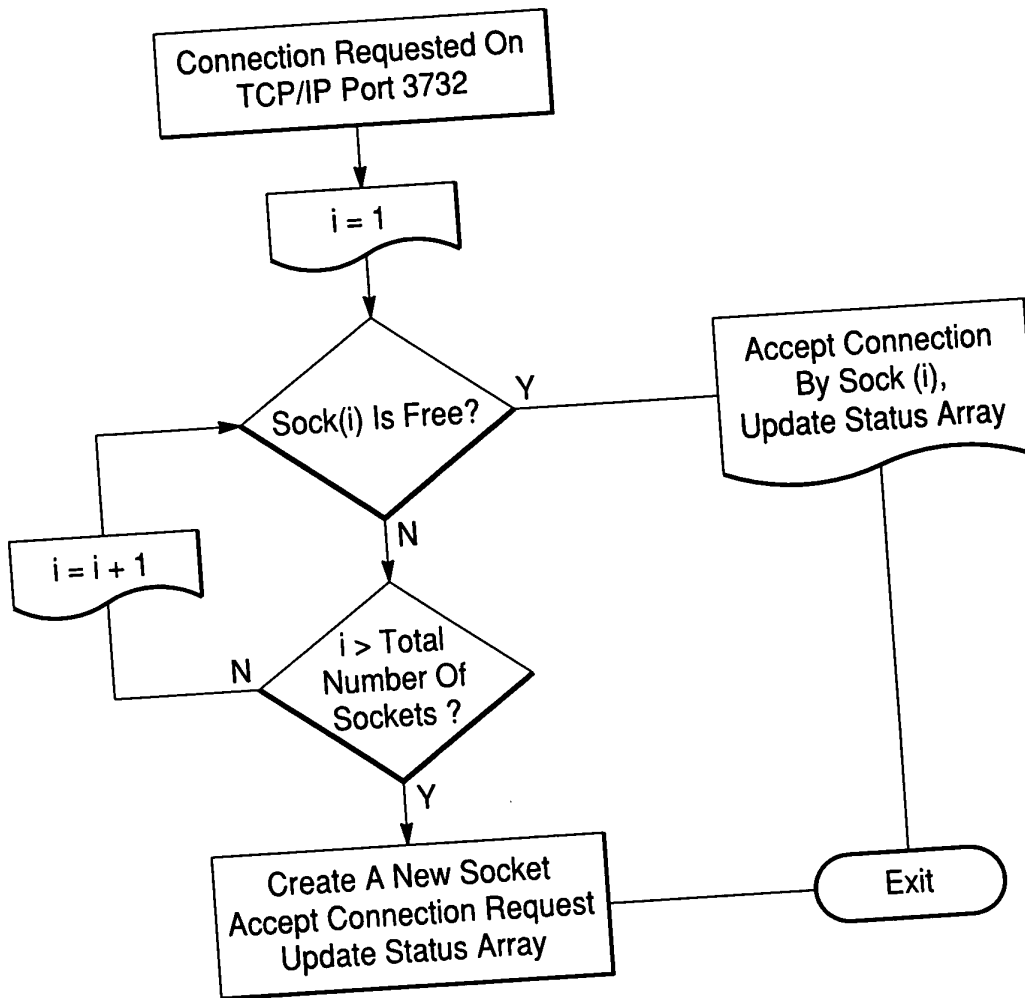 Connection Requested On
TCP/IP Port 3732
i = 1
Sock(i) Is Free?
Y
Accept Connection
By Sock (i),
Update Status Array
N
i = i + 1
i > Total
Number Of
Sockets ?
N
Y
Create A New Socket
Accept Connection Request
Update Status Array
Exit